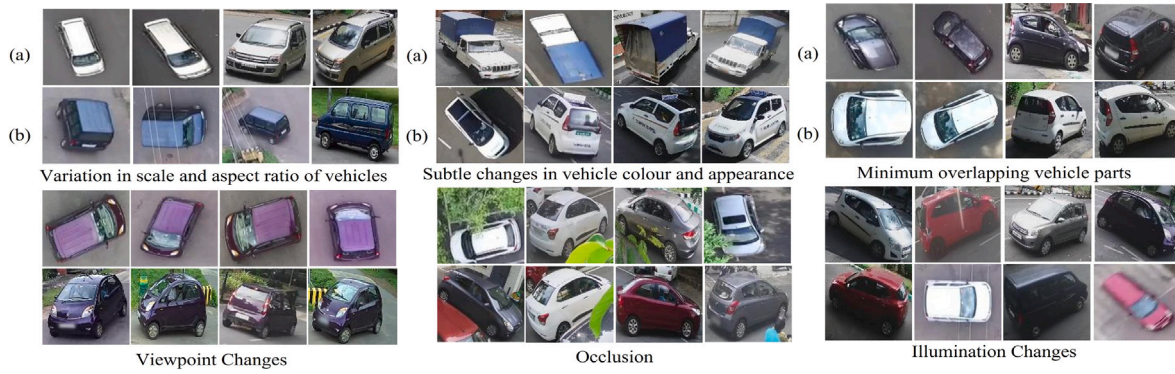 (a)
(b)
Variation in scale and aspect ratio of vehicles
(a)
(b)
Subtle changes in vehicle colour and appearance
(a)
(b)
Minimum overlapping vehicle parts
Viewpoint Changes
Occlusion
Illumination Changes